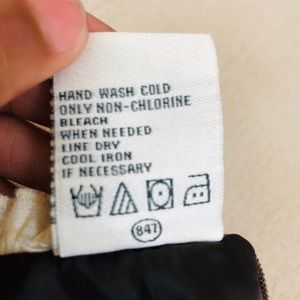 HAND WASH COLD
ONLY NON-CHLORINE
BLEACH
WHEN NEEDED
LINE DRY
COOL IRON
IF NECESSARY
847